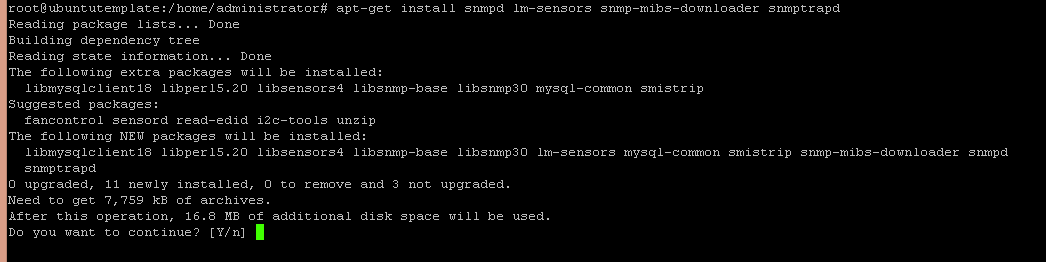 root@ubuntutemplate:/home/administrator# apt-get install snmpd lm-sensors snmp-mibs-downloader snmptrapd
Reading package lists... Done
Building dependency tree
Reading state information... Done
The following extra packages will be installed:
libmysqlclient18 libperl5.20 libsensors4 libsnmp-base libsnmp30 mysql-common smistrip
Suggested packages:
fancontrol sensord read-edid i2c-tools unzip
The following NEW packages will be installed:
libmysqlclient18 libperl5.20 libsensors4 libsnmp-base libsnmp30 lm-sensors mysql-common smistrip snmp-mibs-downloader snmpd
snmptrapd
0 upgraded, 11 newly installed, 0 to remove and 3 not upgraded.
Need to get 7,759 kB of archives.
After this operation, 16.8 MB of additional disk space will be used.
Do you want to continue? [Y/n]